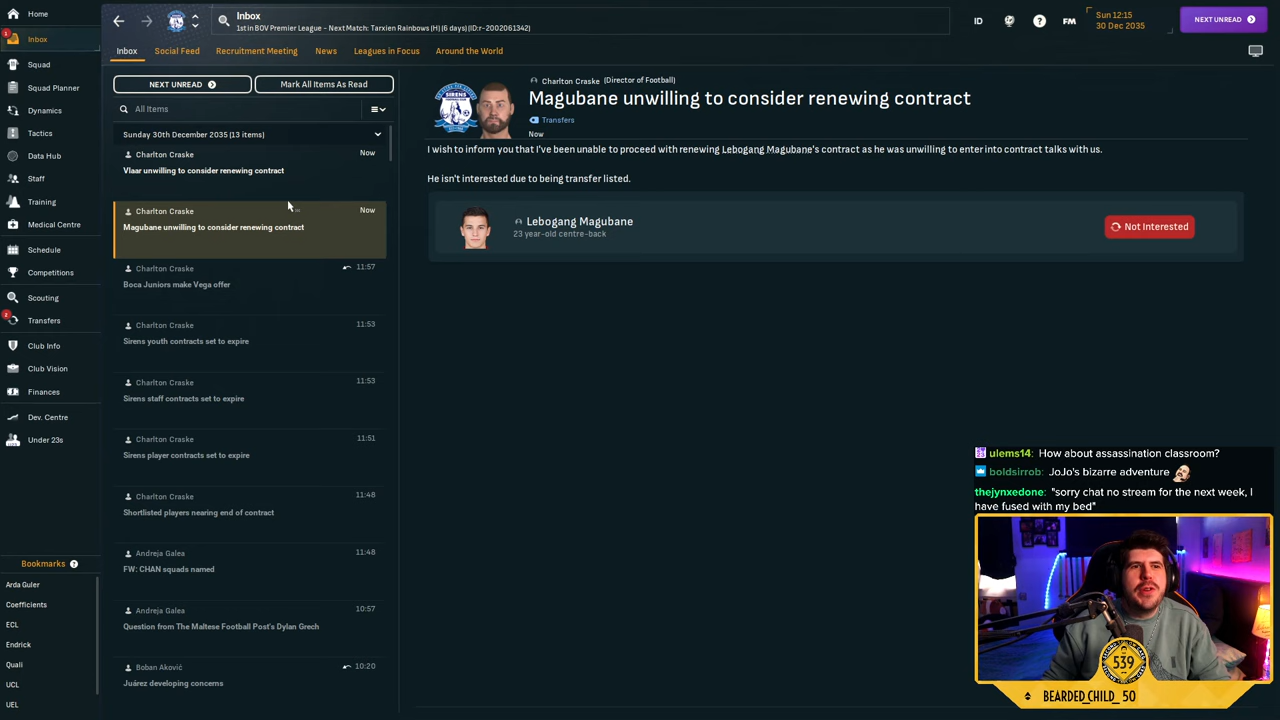 Home
Inbox
Squad
Squad Planner
Dynamics
Tactics
Data Hub
Staff
Training
Medical Centre
Schedule
Competitions
Scouting
Transfers
Club Info
Club Vision
Finances
Dev. Centre
Under 23s
Bookmarks
Arda Guler
Coefficients
ECL
Endrick
Quali
UCL
UEL
1
2
Inbox
1st in BOV Premier League - Next Match: Tarxien Rainbows (H) (6 days) (ID:r-2002061342)
ID
FM
Sun 12:15
30 Dec 2035
NEXT UNREAD
Inbox
Social Feed
Recruitment Meeting
News
Leagues in Focus
Around the World
NEXT UNREAD
Mark All Items As Read
All Items
Sunday 30th December 2035 (13 items)
Charlton Craske
Now
Vlaar unwilling to consider renewing contract
Charlton Craske
Now
Magubane unwilling to consider renewing contract
Charlton Craske
11:57
Boca Juniors make Vega offer
Charlton Craske
11:53
Sirens youth contracts set to expire
Charlton Craske
11:53
Sirens staff contracts set to expire
Charlton Craske
11:51
Sirens player contracts set to expire
Charlton Craske
11:48
Shortlisted players nearing end of contract
Andreja Galea
11:48
FW: CHAN squads named
Andreja Galea
10:57
Question from The Maltese Football Post's Dylan Grech
Boban Aković
10:20
Juárez developing concerns
SIRENS
Charlton Craske (Director of Football)
Magubane unwilling to consider renewing contract
Transfers
Now
I wish to inform you that I've been unable to proceed with renewing Lebogang Magubane's contract as he was unwilling to enter into contract talks with us.
He isn't interested due to being transfer listed.
Lebogang Magubane
23 year-old centre-back
Not Interested
ulems14: How about assassination classroom?
boldsirrob: JoJo's bizarre adventure
thejynxedone: "sorry chat no stream for the next week, I
have fused with my bed"
539
BEARDED_CHILD_ 50